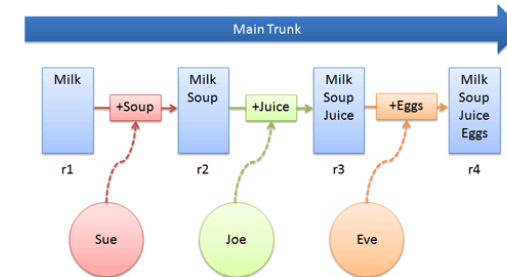 Main Trunk
Milk
+Soup
Milk
Soup
+Juice
Milk
Soup
Juice
+Eggs
Milk
Soup
Juice
Eggs
r1
r2
r3
r4
Sue
Joe
Eve